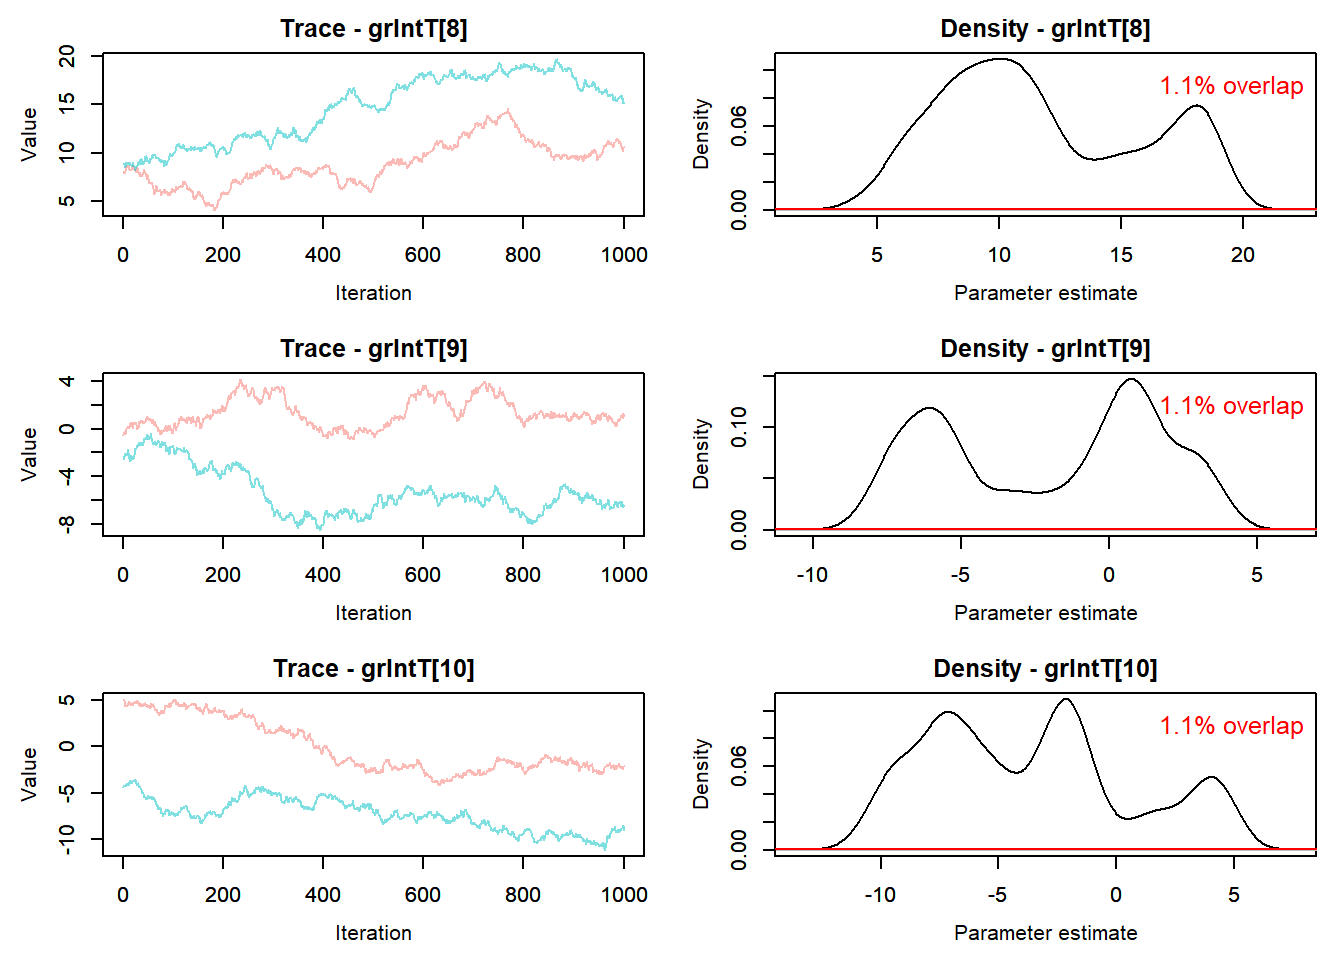 Trace - grIntT[8]
Value
20
15
10
5
0 200 400 600 800 1000
Iteration
Density - grIntT[8]
1.1% overlap
Density
0.06
0.00
5 10 15 20
Parameter estimate
Trace - grIntT[9]
Value
4
0
-4
-8
0 200 400 600 800 1000
Iteration
Density - grIntT[9]
1.1% overlap
Density
0.10
0.00
-10 -5 0 5
Parameter estimate
Trace - grIntT[10]
Value
5
0
-5
-10
0 200 400 600 800 1000
Iteration
Density - grIntT[10]
1.1% overlap
Density
0.06
0.00
-10 -5 0 5
Parameter estimate